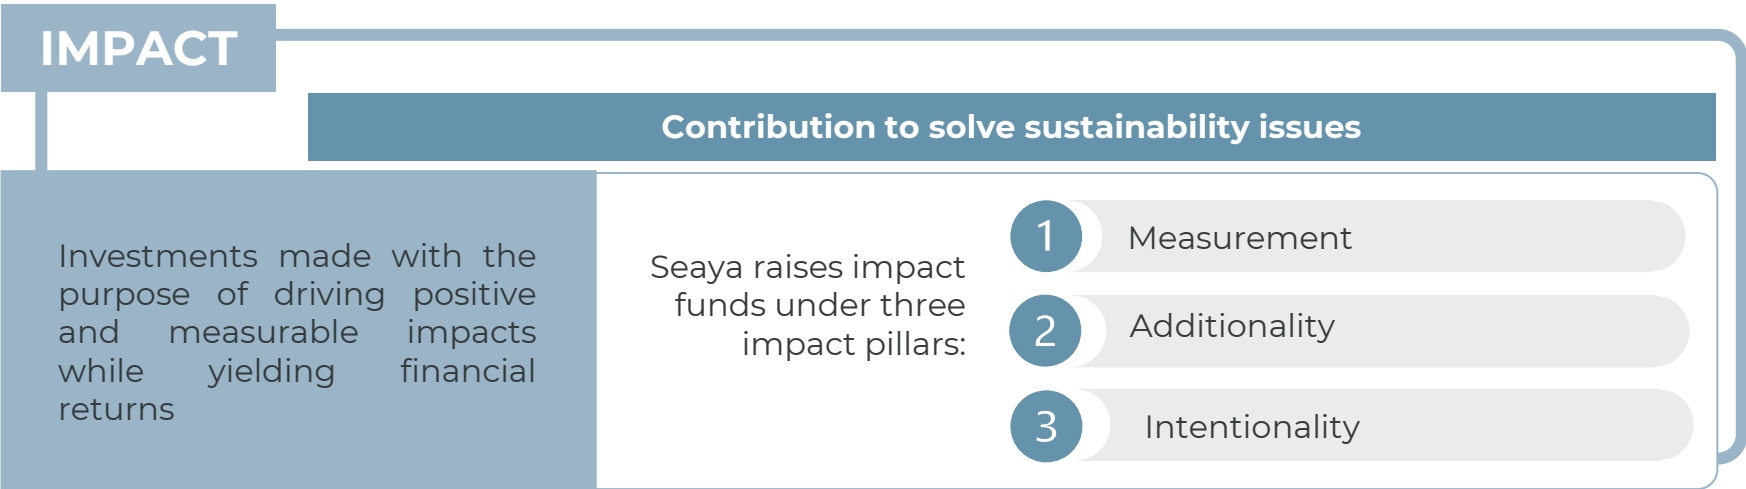 IMPACT
Contribution to solve sustainability issues
Investments made with the
purpose of driving positive
and measurable impacts
while yielding financial
returns
Seaya raises impact
funds under three
impact pillars:
1 Measurement
2 Additionality
3 Intentionality